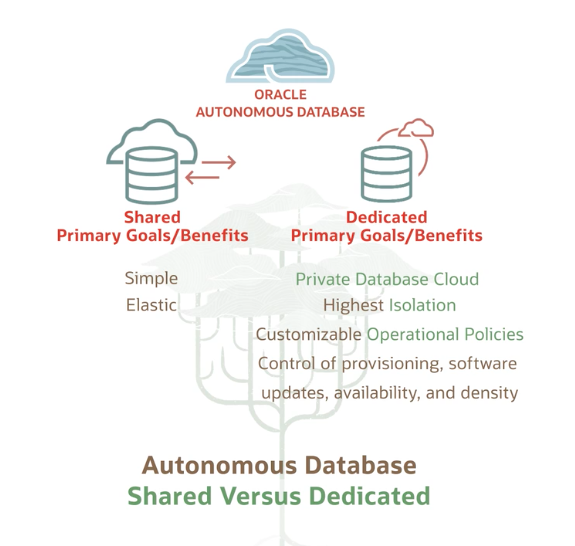 ORACLE
AUTONOMOUS DATABASE
Shared
Primary Goals/Benefits
Simple
Elastic
Dedicated
Primary Goals/Benefits
Private Database Cloud
Highest Isolation
Customizable Operational Policies
Control of provisioning, software
updates, availability, and density
Autonomous Database
Shared Versus Dedicated